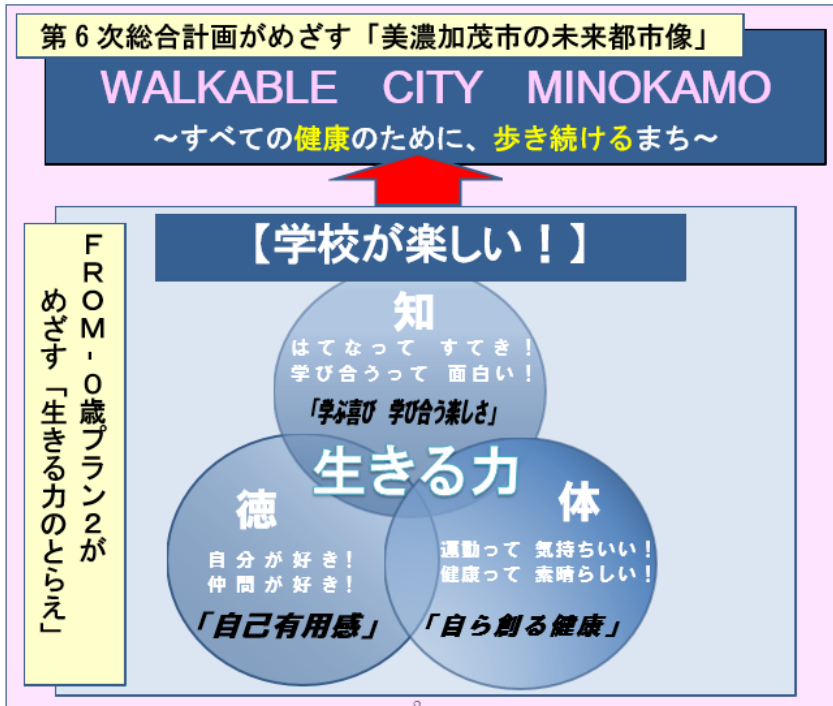 第６次総合計画がめざす「美濃加茂市の未来都市像」
WALKABLE　CITY　MINOKAMO
～すべての健康のために、歩き続けるまち～
ＦＲＯＭ-０歳プラン２が
めざす「生きる力のとらえ」
【学校が楽しい！】
知
はてなって　すてき！
学び合うって　面白い！
「学ぶ喜び　学び合う楽しさ」
生きる力
徳
自分が好き！
仲間が好き！
「自己有用感」
体
運動って　気持ちいい！
健康って　素晴らしい！
「自ら創る健康」